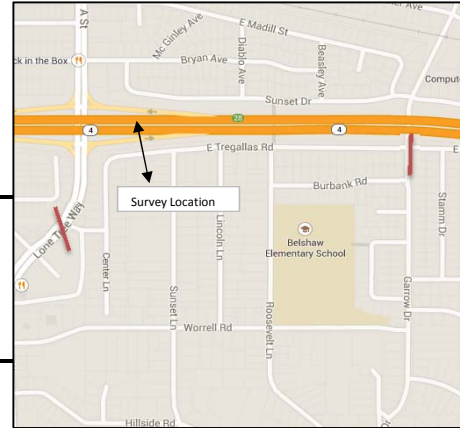 A St
Mc Ginley Ave
E Madill St
Diablo Ave
Beasley Ave
ck in the Box
Bryan Ave
Comput
Sunset Dr
28
4
4
E Tregallas Rd
E
Survey Location
Burbank Rd
Stamm Dr
Lone Tree Way
Center Ln
Lincoln Ln
Belshaw
Elementary School
Sunset Ln
Roosevelt Ln
Garrow Dr
Worrell Rd
Hillside Rd
Dr